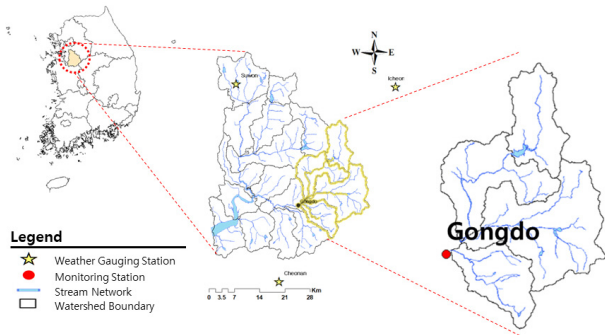 N
W E
S
Suwon
Icheon
Gongdo
Gongdo
Legend
Weather Gauging Station
Monitoring Station
Stream Network
Watershed Boundary
Cheonan
Km
0 3.5 7 14 21 28